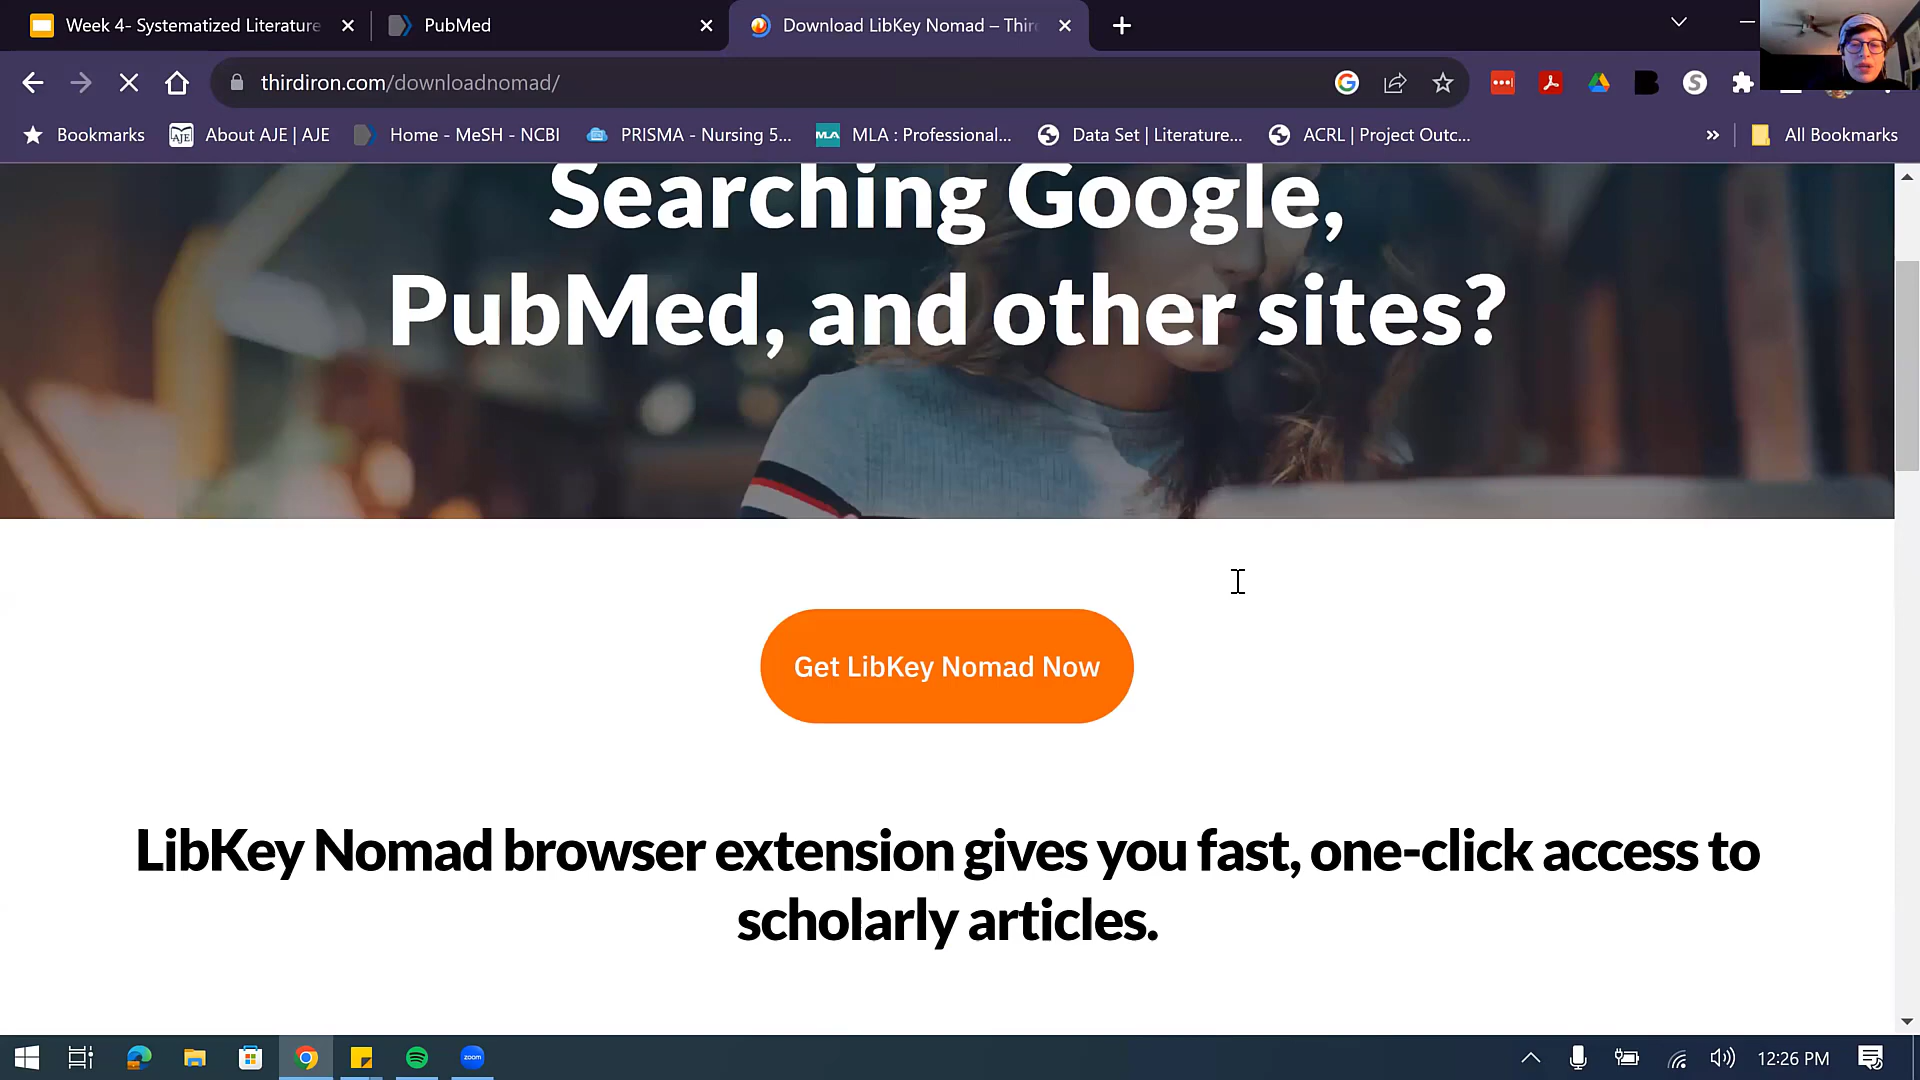 Week 4- Systematized Literature
PubMed
Download LibKey Nomad – Thir
thirdiron.com/downloadnomad/
Bookmarks
About AJE | AJE
Home - MeSH - NCBI
PRISMA - Nursing 5...
MLA : Professional...
Data Set | Literature...
ACRL | Project Outc...
»
All Bookmarks
Searching Google,
PubMed, and other sites?
Get LibKey Nomad Now
LibKey Nomad browser extension gives you fast, one-click access to
scholarly articles.
zoom
12:26 PM